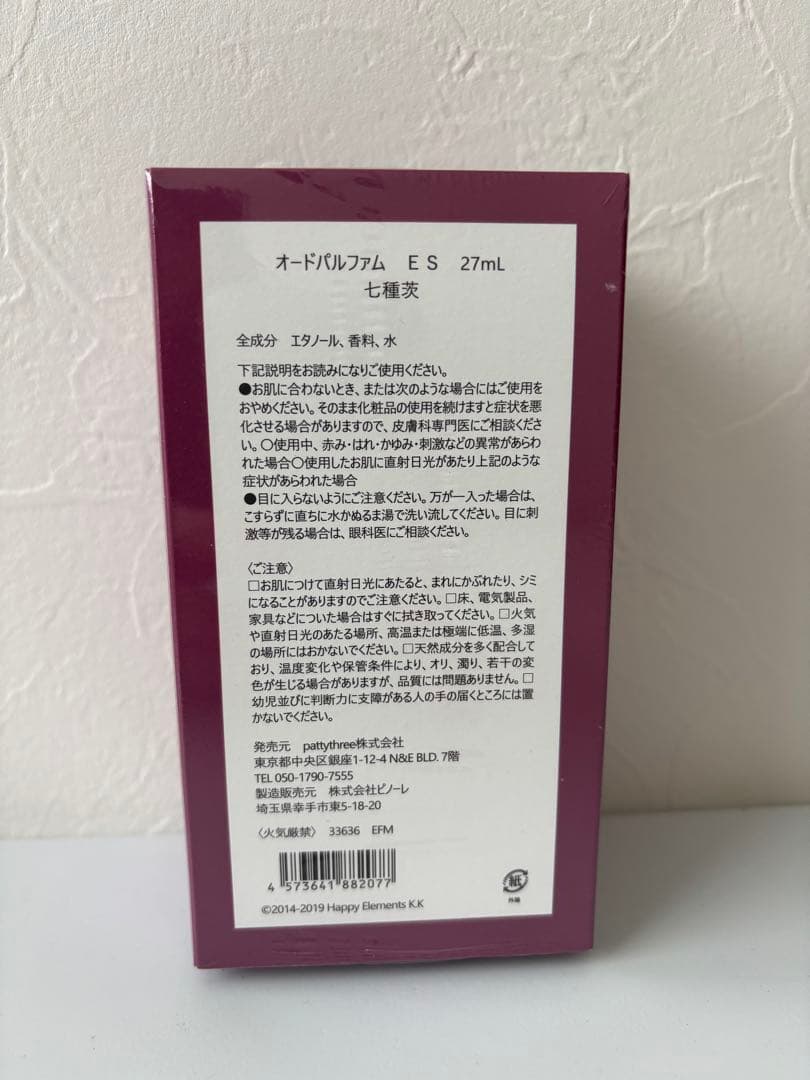 オードパルファム　ＥＳ　27mL
七種茨
全成分　エタノール、香料、水
下記説明をお読みになりご使用ください。
●お肌に合わないとき、または次のような場合にはご使用を
おやめください。そのまま化粧品の使用を続けますと症状を悪
化させる場合がありますので、皮膚科専門医にご相談くださ
い。〇使用中、赤み・はれ・かゆみ・刺激などの異常があらわ
れた場合〇使用したお肌に直射日光があたり上記のような
症状があらわれた場合
●目に入らないようにご注意ください。万が一入った場合は、
こすらずに直ちに水かぬるま湯で洗い流してください。目に刺
激等が残る場合は、眼科医にご相談ください。
〈ご注意〉
□お肌につけて直射日光にあたると、まれにかぶれたり、シミ
になることがありますのでご注意ください。□床、電気製品、
家具などについた場合はすぐに拭き取ってください。□火気
や直射日光のあたる場所、高温または極端に低温、多湿
の場所にはおかないでください。□天然成分を多く配合して
おり、温度変化や保管条件により、オリ、濁り、若干の変
色が生じる場合がありますが、品質には問題ありません。□
幼児並びに判断力に支障がある人の手の届くところには置
かないでください。
発売元　pattythree株式会社
東京都中央区銀座1-12-4 N&E BLD. 7階
TEL 050-1790-7555
製造販売元　株式会社ピノーレ
埼玉県幸手市東5-18-20
〈火気厳禁〉　33636　EFM
4 573641 882077
紙
外箱
©2014-2019 Happy Elements K.K